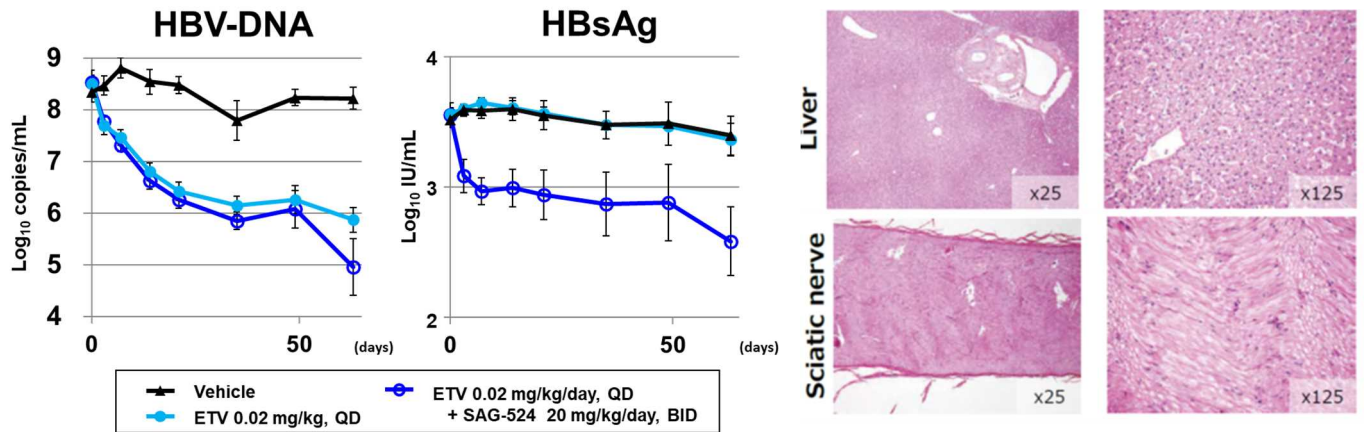 HBV-DNA
Log10 copies/mL
9
8
7
6
5
4
0
50
(days)
HBsAg
Log10 IU/mL
4
3
2
0
50
(days)
Vehicle
ETV 0.02 mg/kg, QD
ETV 0.02 mg/kg/day, QD
+ SAG-524 20 mg/kg/day, BID
Liver
x25
x125
Sciatic nerve
x25
x125